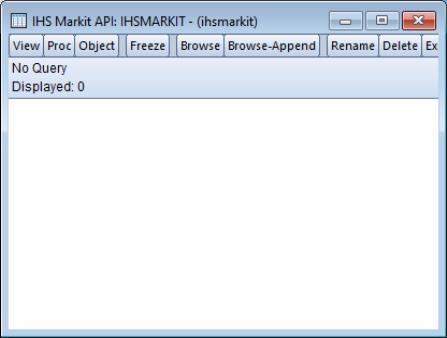 IHS Markit API: IHSMARKIT - (ihsmarkit)
View Proc Object Freeze Browse Browse-Append Rename Delete Ex
No Query
Displayed: 0